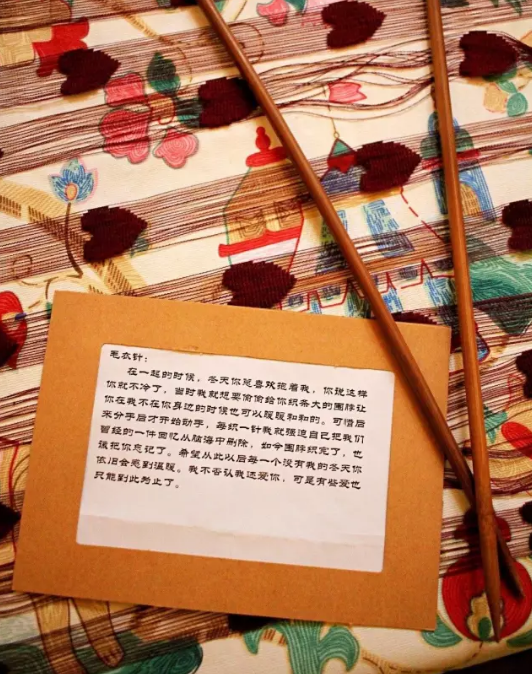 毛衣针：
在一起的时候，冬天你总喜欢抱着我，你说这样
你就不冷了，当时我就想要偷偷给你织条大的围脖让
你在我不在你身边的时候也可以暖暖和和的。可惜后
来分手后才开始动手，每织一针我就强迫自己把我们
曾经的一件回忆从脑海中删除，如今围脖织完了，也
该把你忘记了。希望从此以后每一个没有我的冬天你
依旧会感到温暖。我不否认我还爱你，可是有些爱也
只能到此为止了。